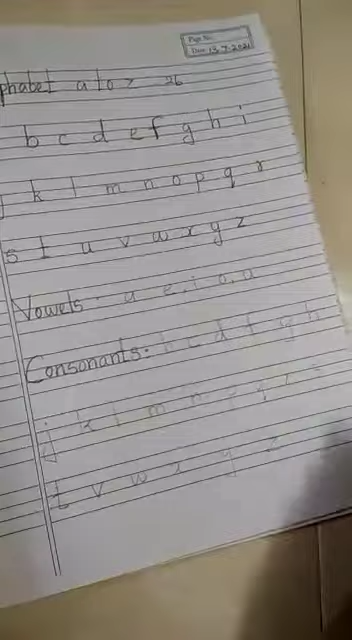 Page No.
Date 13.7.2021
phabet a to z 26
b c d e f g h i
j k l m n o p q r
s t u v w x y z
Vowels : a e, i o, u
Consonants: b c d f g h
j k l m n p q r s
t v w x y z